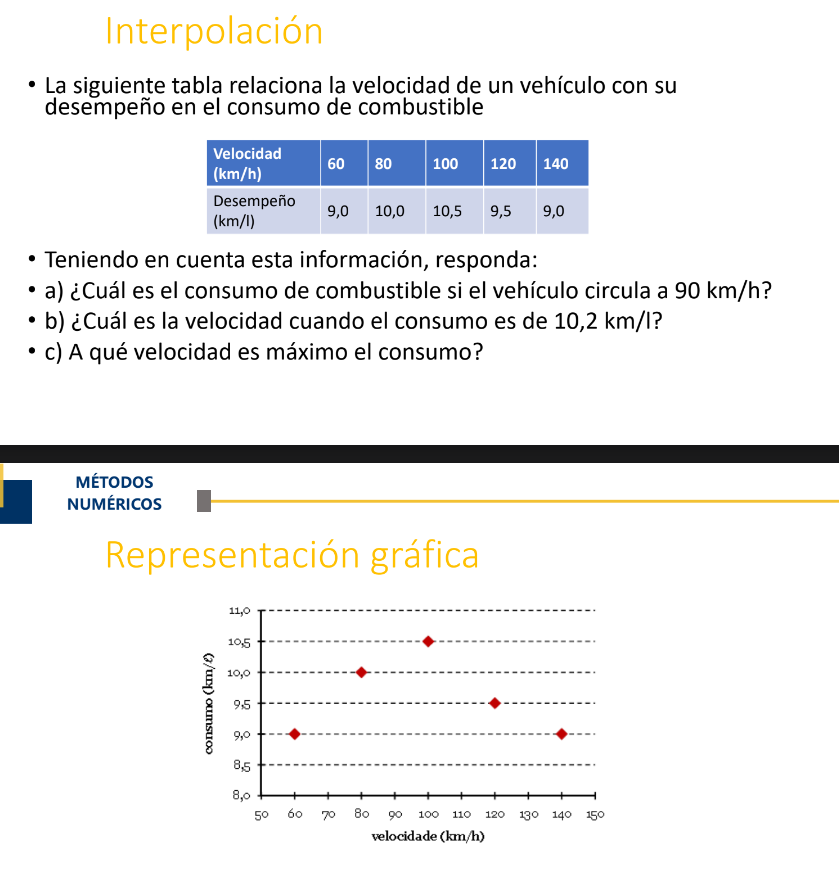 Interpolación
• La siguiente tabla relaciona la velocidad de un vehículo con su
desempeño en el consumo de combustible
Velocidad (km/h) 60 80 100 120 140
Desempeño (km/l) 9,0 10,0 10,5 9,5 9,0
• Teniendo en cuenta esta información, responda:
• a) ¿Cuál es el consumo de combustible si el vehículo circula a 90 km/h?
• b) ¿Cuál es la velocidad cuando el consumo es de 10,2 km/l?
• c) A qué velocidad es máximo el consumo?
MÉTODOS
NUMÉRICOS
Representación gráfica
consumo (km/ℓ)
11,0
10,5
10,0
9,5
9,0
8,5
8,0
50 60 70 80 90 100 110 120 130 140 150
velocidade (km/h)